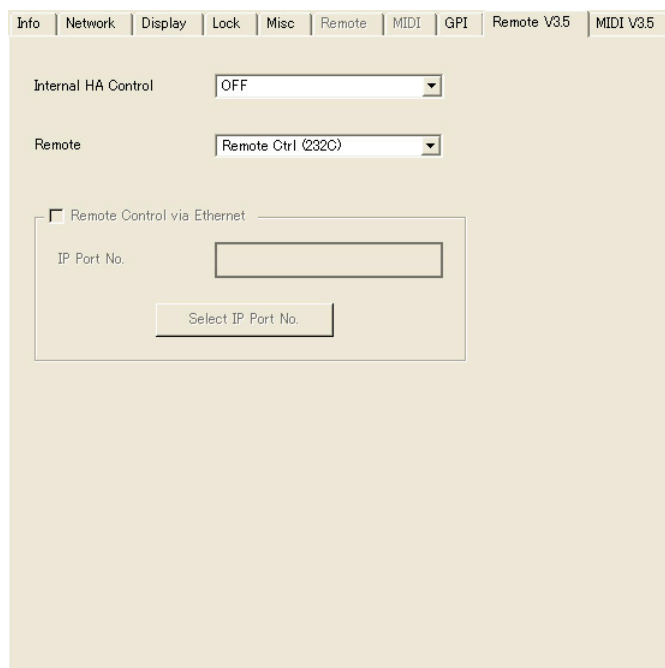 Info Network Display Lock Misc Remote MIDI GPI Remote V3.5 MIDI V3.5
Internal HA Control OFF
Remote Remote Ctrl (232C)
Remote Control via Ethernet
IP Port No.
Select IP Port No.